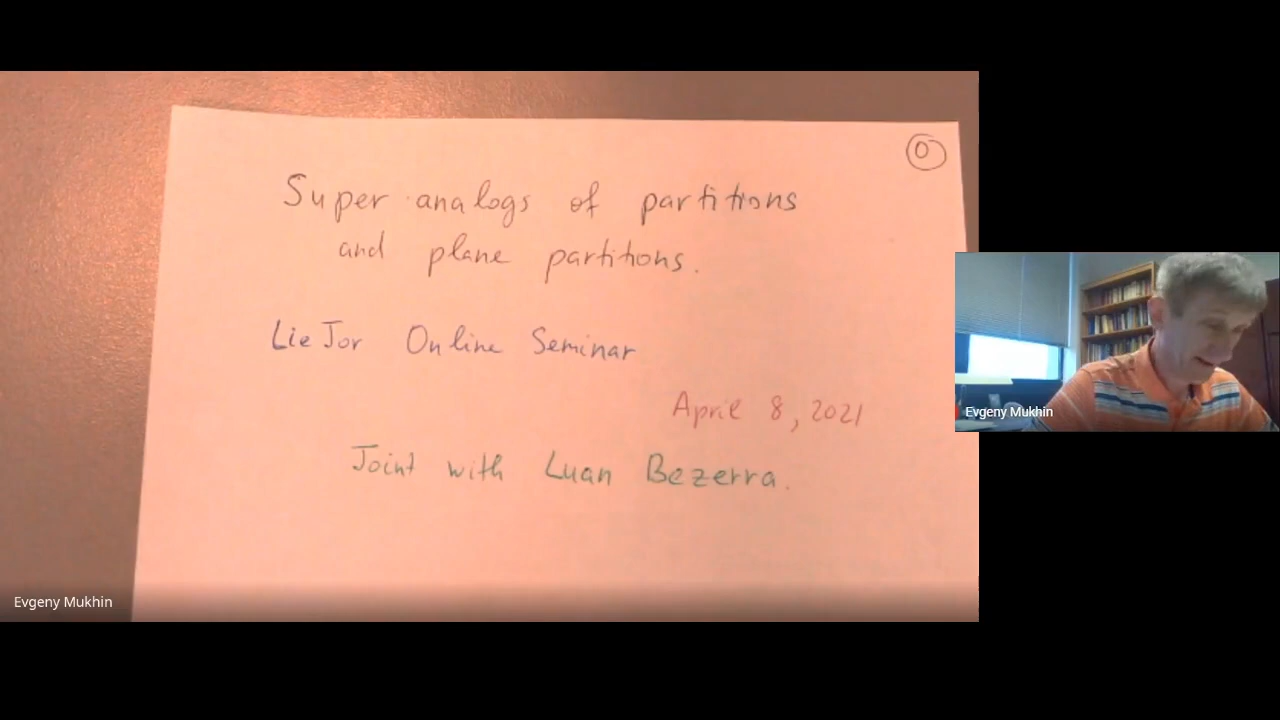 0
Super analogs of partitions
and plane partitions.
LieJor Online Seminar
April 8, 2021
Joint with Luan Bezerra.
Evgeny Mukhin
Evgeny Mukhin